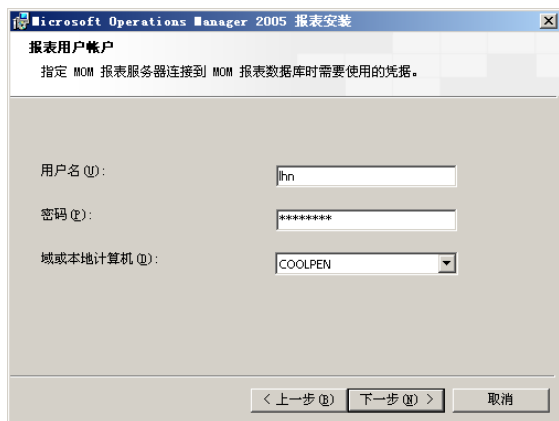 Microsoft Operations Manager 2005 报表安装
报表用户帐户
指定 MOM 报表服务器连接到 MOM 报表数据库时需要使用的凭据。
用户名(U):
lhn
密码(P):
********
域或本地计算机(D):
COOLPEN
< 上一步(B)
下一步(N) >
取消